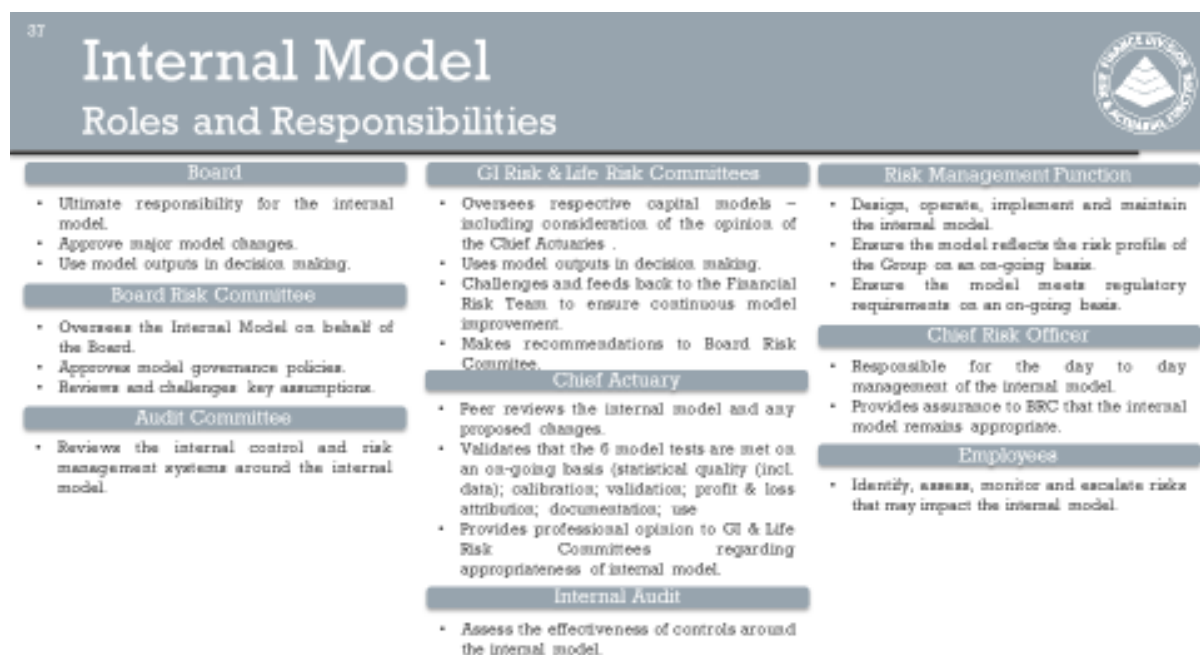 37
Internal Model
Roles and Responsibilities
FINANCE DIVISION
RISK & ACTUARIAL FUNCTION
Board
• Ultimate responsibility for the internal
model.
• Approve major model changes.
• Use model outputs in decision making.
Board Risk Committee
• Oversees the Internal Model on behalf of
the Board.
• Approves model governance policies.
• Reviews and challenges key assumptions.
Audit Committee
• Reviews the internal control and risk
management systems around the internal
model.
GI Risk & Life Risk Committees
• Oversees respective capital models –
including consideration of the opinion of
the Chief Actuaries .
• Uses model outputs in decision making.
• Challenges and feeds back to the Financial
Risk Team to ensure continuous model
improvement.
• Makes recommendations to Board Risk
Commitee.
Chief Actuary
• Peer reviews the internal model and any
proposed changes.
• Validates that the 6 model tests are met on
an on-going basis (statistical quality (incl.
data); calibration; validation; profit & loss
attribution; documentation; use
• Provides professional opinion to GI & Life
Risk Committees regarding
appropriateness of internal model.
Internal Audit
• Assess the effectiveness of controls around
the internal model.
Risk Management Function
• Design, operate, implement and maintain
the internal model.
• Ensure the model reflects the risk profile of
the Group on an on-going basis.
• Ensure the model meets regulatory
requirements on an on-going basis.
Chief Risk Officer
• Responsible for the day to day
management of the internal model.
• Provides assurance to BRC that the internal
model remains appropriate.
Employees
• Identify, assess, monitor and escalate risks
that may impact the internal model.